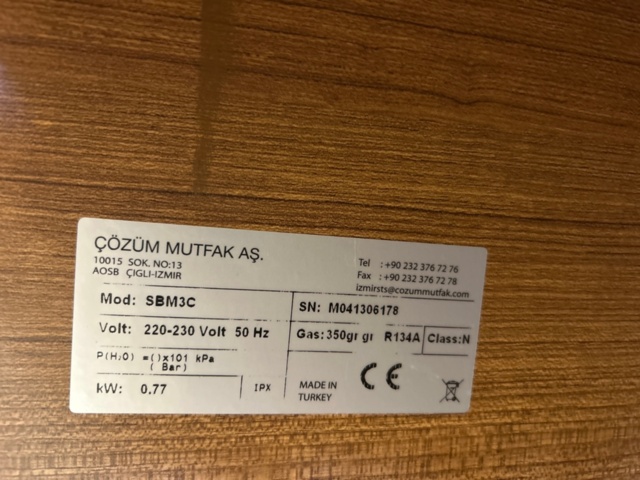 ÇÖZÜM MUTFAK AŞ.
10015 SOK. NO:13
AOSB ÇIGLI-IZMIR
Tel : +90 232 376 72 76
Fax : +90 232 376 72 78
izmirsts@cozummutfak.com
Mod: SBM3C
SN: M041306178
Volt: 220-230 Volt 50 Hz
Gas: 350gr gr R134A Class:N
P(H₂O) =( )x101 kPa
( Bar)
kW: 0.77
IPX
MADE IN
TURKEY
CE